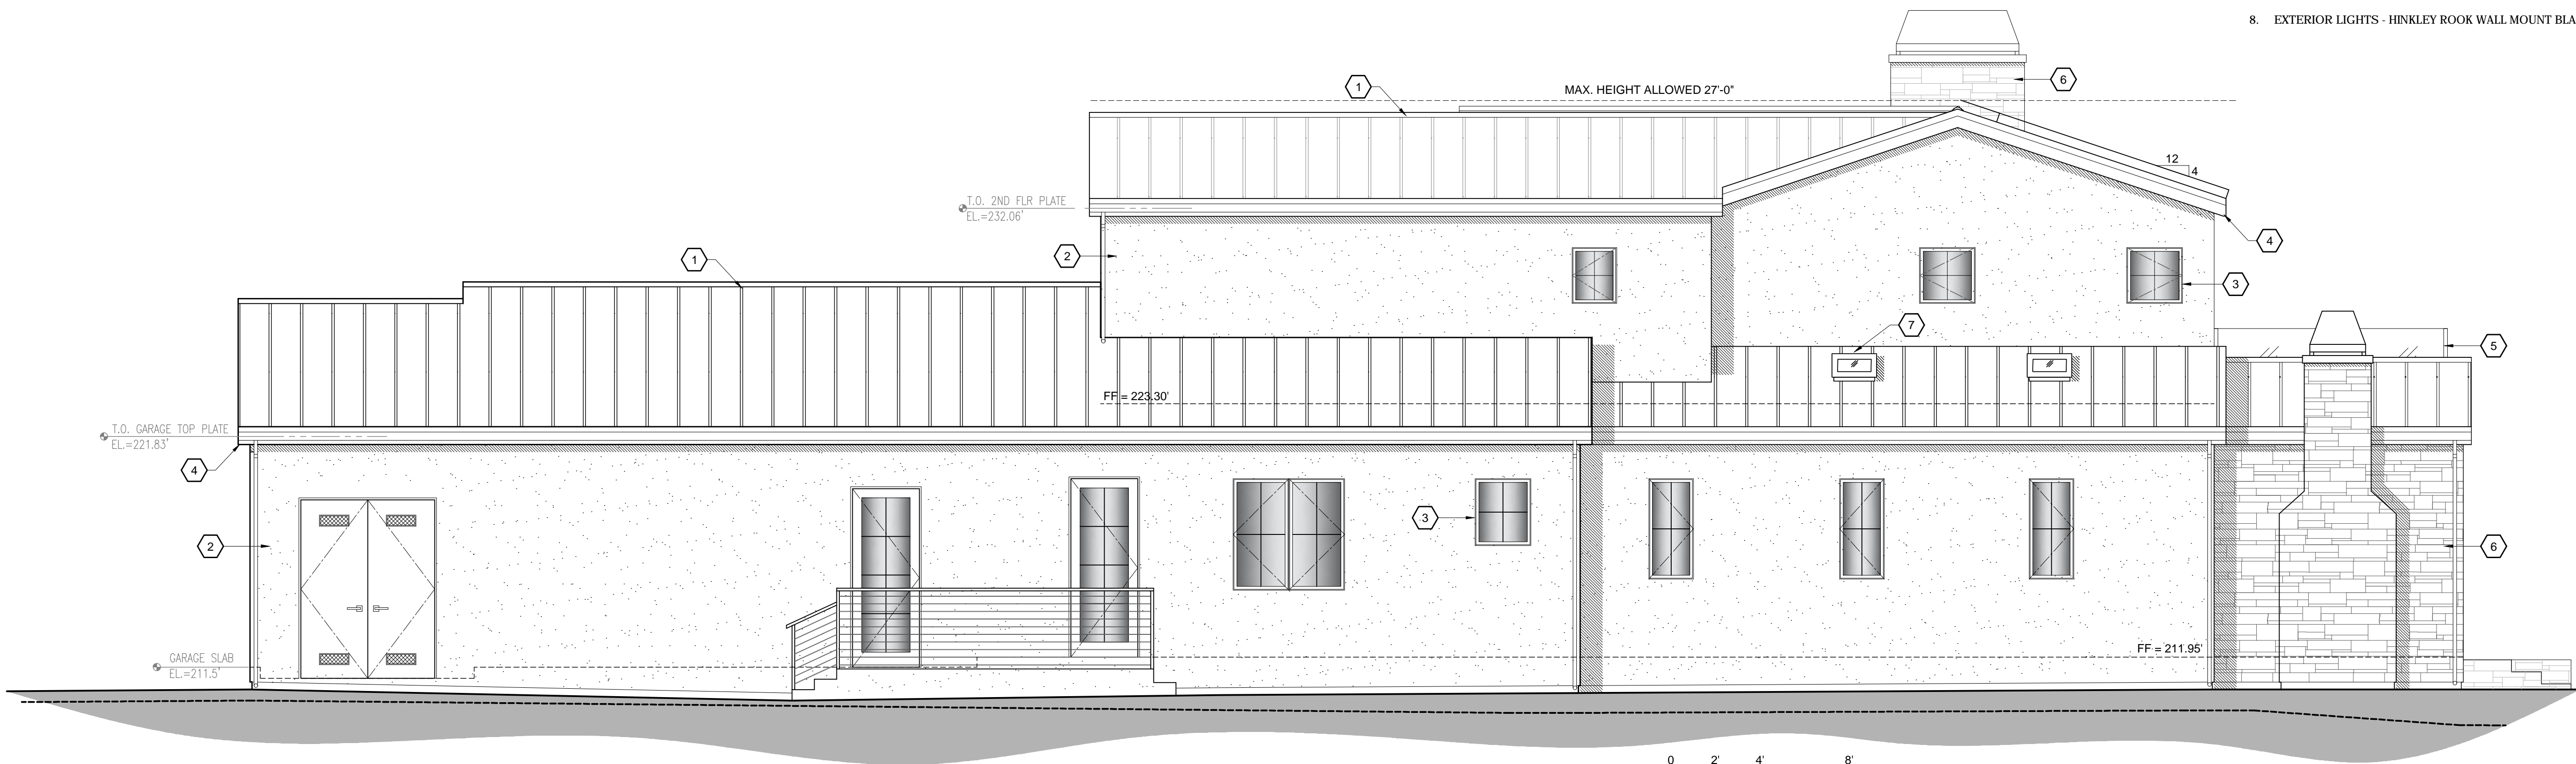 8. EXTERIOR LIGHTS - HINKLEY ROOK WALL MOUNT
6
1
MAX. HEIGHT ALLOWED 27'-0"
12
4
T.O. 2ND FLR PLATE
EL.=232.06'
4
2
1
3
7
5
FF = 223.30'
T.O. GARAGE TOP PLATE
EL.=221.83'
4
3
2
6
FF = 211.95'
GARAGE SLAB
EL.=211.5'
0 2' 4' 8'